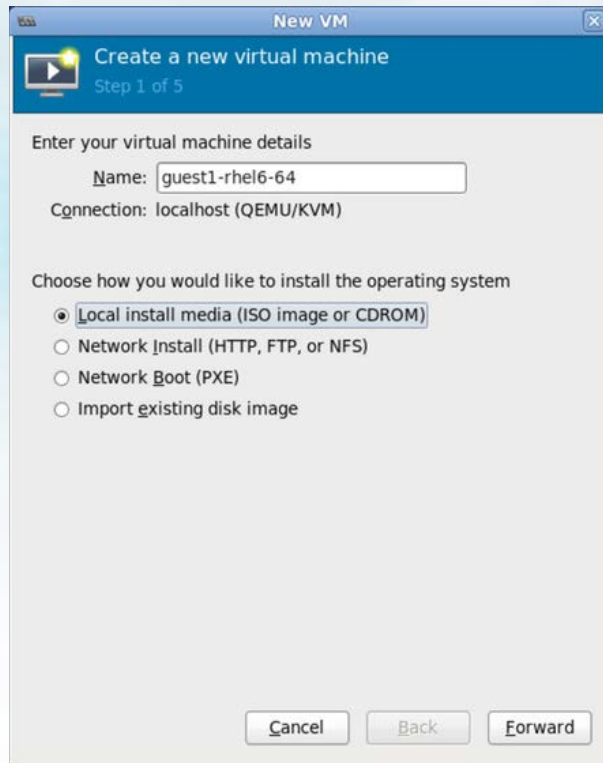 New VM
Create a new virtual machine
Step 1 of 5
Enter your virtual machine details
Name: guest1-rhel6-64
Connection: localhost (QEMU/KVM)
Choose how you would like to install the operating system
Local install media (ISO image or CDROM)
Network Install (HTTP, FTP, or NFS)
Network Boot (PXE)
Import existing disk image
Cancel Back Forward